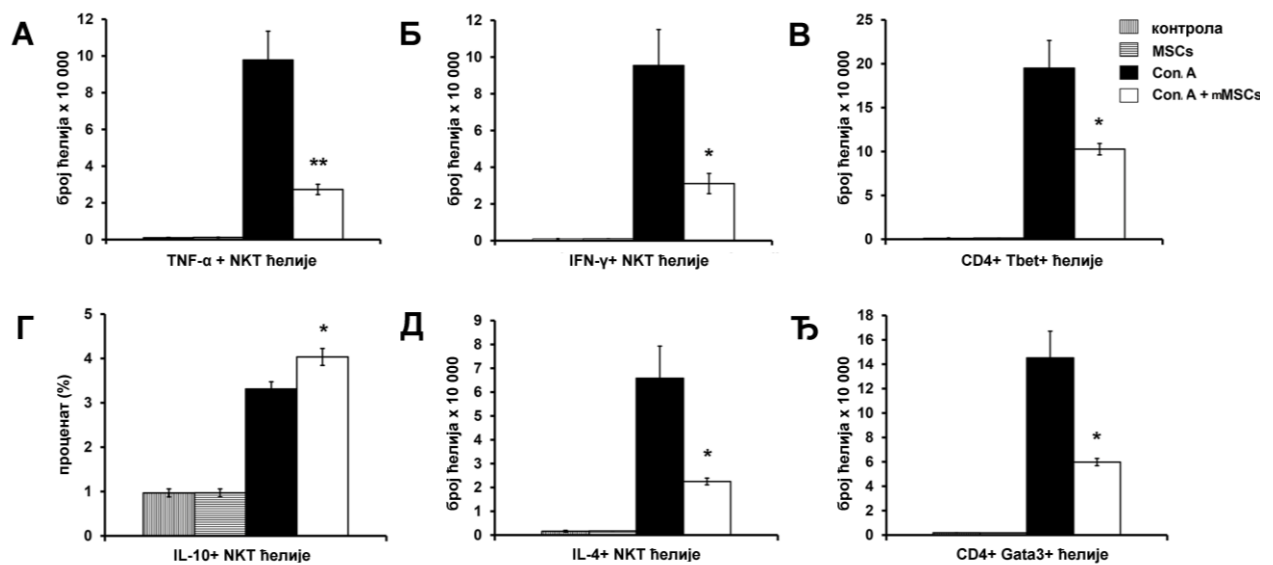 А
број ћелија x 10 000
12
10
8
6
4
2
0
**
TNF-α + NKT ћелије
Б
број ћелија x 10 000
12
10
8
6
4
2
0
*
IFN-γ+ NKT ћелије
В
број ћелија x 10 000
25
20
15
10
5
0
*
CD4+ Tbet+ ћелије
контрола
MSCs
Con. A
Con. A + mMSCs
Г
проценат (%)
5
4
3
2
1
0
*
IL-10+ NKT ћелије
Д
број ћелија x 10 000
9
8
7
6
5
4
3
2
1
0
*
IL-4+ NKT ћелије
Ђ
број ћелија x 10 000
18
16
14
12
10
8
6
4
2
0
*
CD4+ Gata3+ ћелије